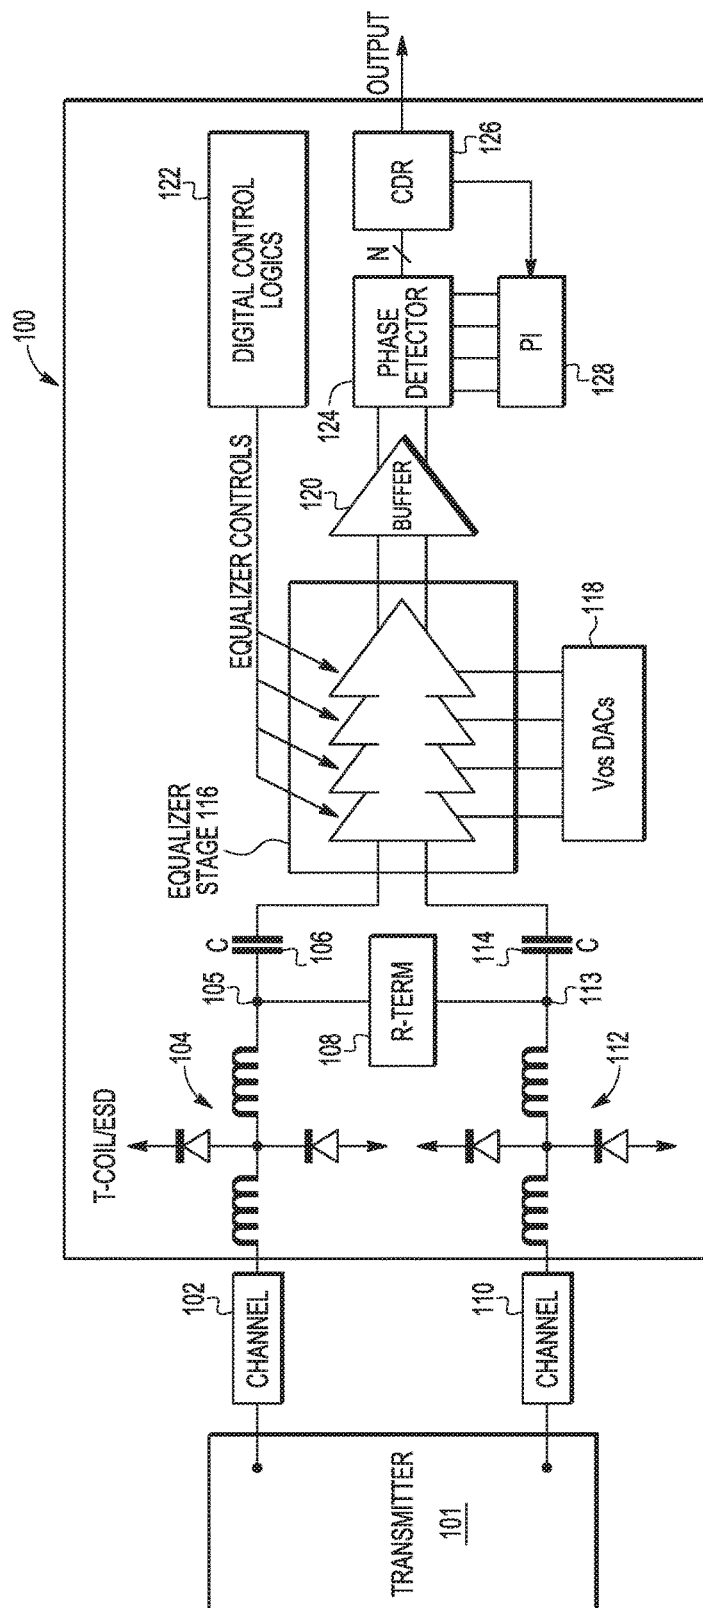 100
TRANSMITTER
101
102
CHANNEL
110
CHANNEL
T-COIL/ESD
104
112
105
113
C
106
108
R-TERM
114
C
EQUALIZER
STAGE 116
EQUALIZER CONTROLS
Vos DACs
118
120
BUFFER
122
DIGITAL CONTROL
LOGICS
124
PHASE
DETECTOR
N
CDR
126
PI
128
OUTPUT